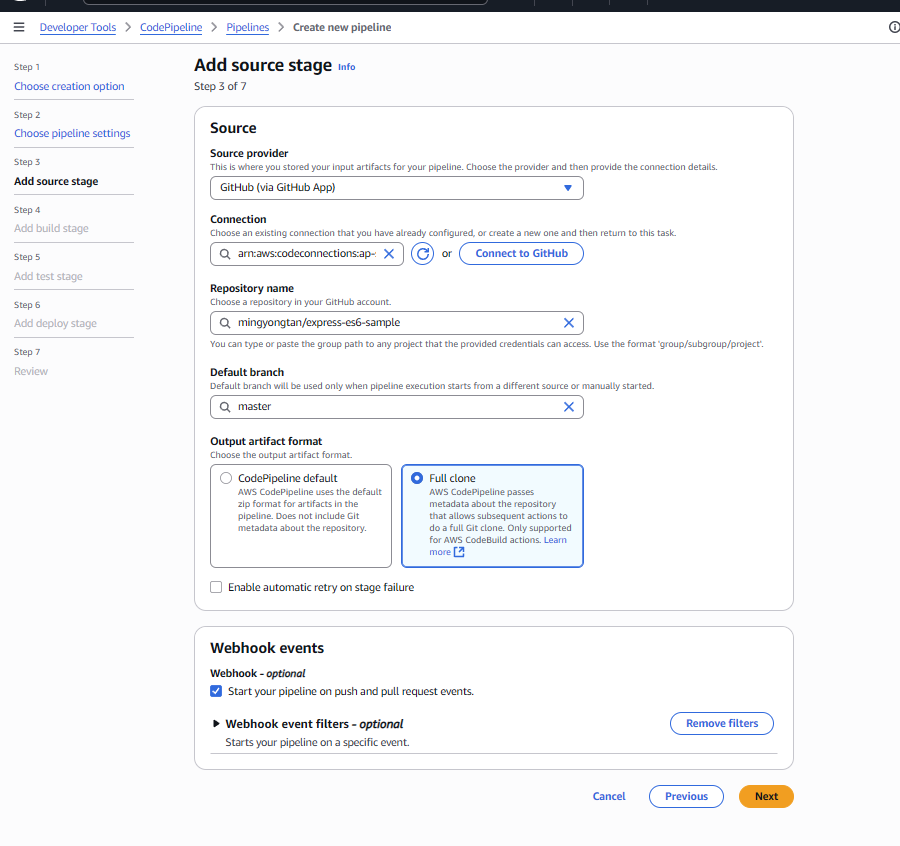 Developer Tools > CodePipeline > Pipelines > Create new pipeline
Step 1
Choose creation option
Step 2
Choose pipeline settings
Step 3
Add source stage
Step 4
Add build stage
Step 5
Add test stage
Step 6
Add deploy stage
Step 7
Review
Add source stage Info
Step 3 of 7
Source
Source provider
This is where you stored your input artifacts for your pipeline. Choose the provider and then provide the connection details.
GitHub (via GitHub App)
Connection
Choose an existing connection that you have already configured, or create a new one and then return to this task.
arn:aws:codeconnections:ap- or Connect to GitHub
Repository name
Choose a repository in your GitHub account.
mingyongtan/express-es6-sample
You can type or paste the group path to any project that the provided credentials can access. Use the format 'group/subgroup/project'.
Default branch
Default branch will be used only when pipeline execution starts from a different source or manually started.
master
Output artifact format
Choose the output artifact format.
CodePipeline default
AWS CodePipeline uses the default
zip format for artifacts in the
pipeline. Does not include Git
metadata about the repository.
Full clone
AWS CodePipeline passes
metadata about the repository
that allows subsequent actions to
do a full Git clone. Only supported
for AWS CodeBuild actions. Learn
more
Enable automatic retry on stage failure
Webhook events
Webhook - optional
Start your pipeline on push and pull request events.
Webhook event filters - optional
Remove filters
Starts your pipeline on a specific event.
Cancel Previous Next